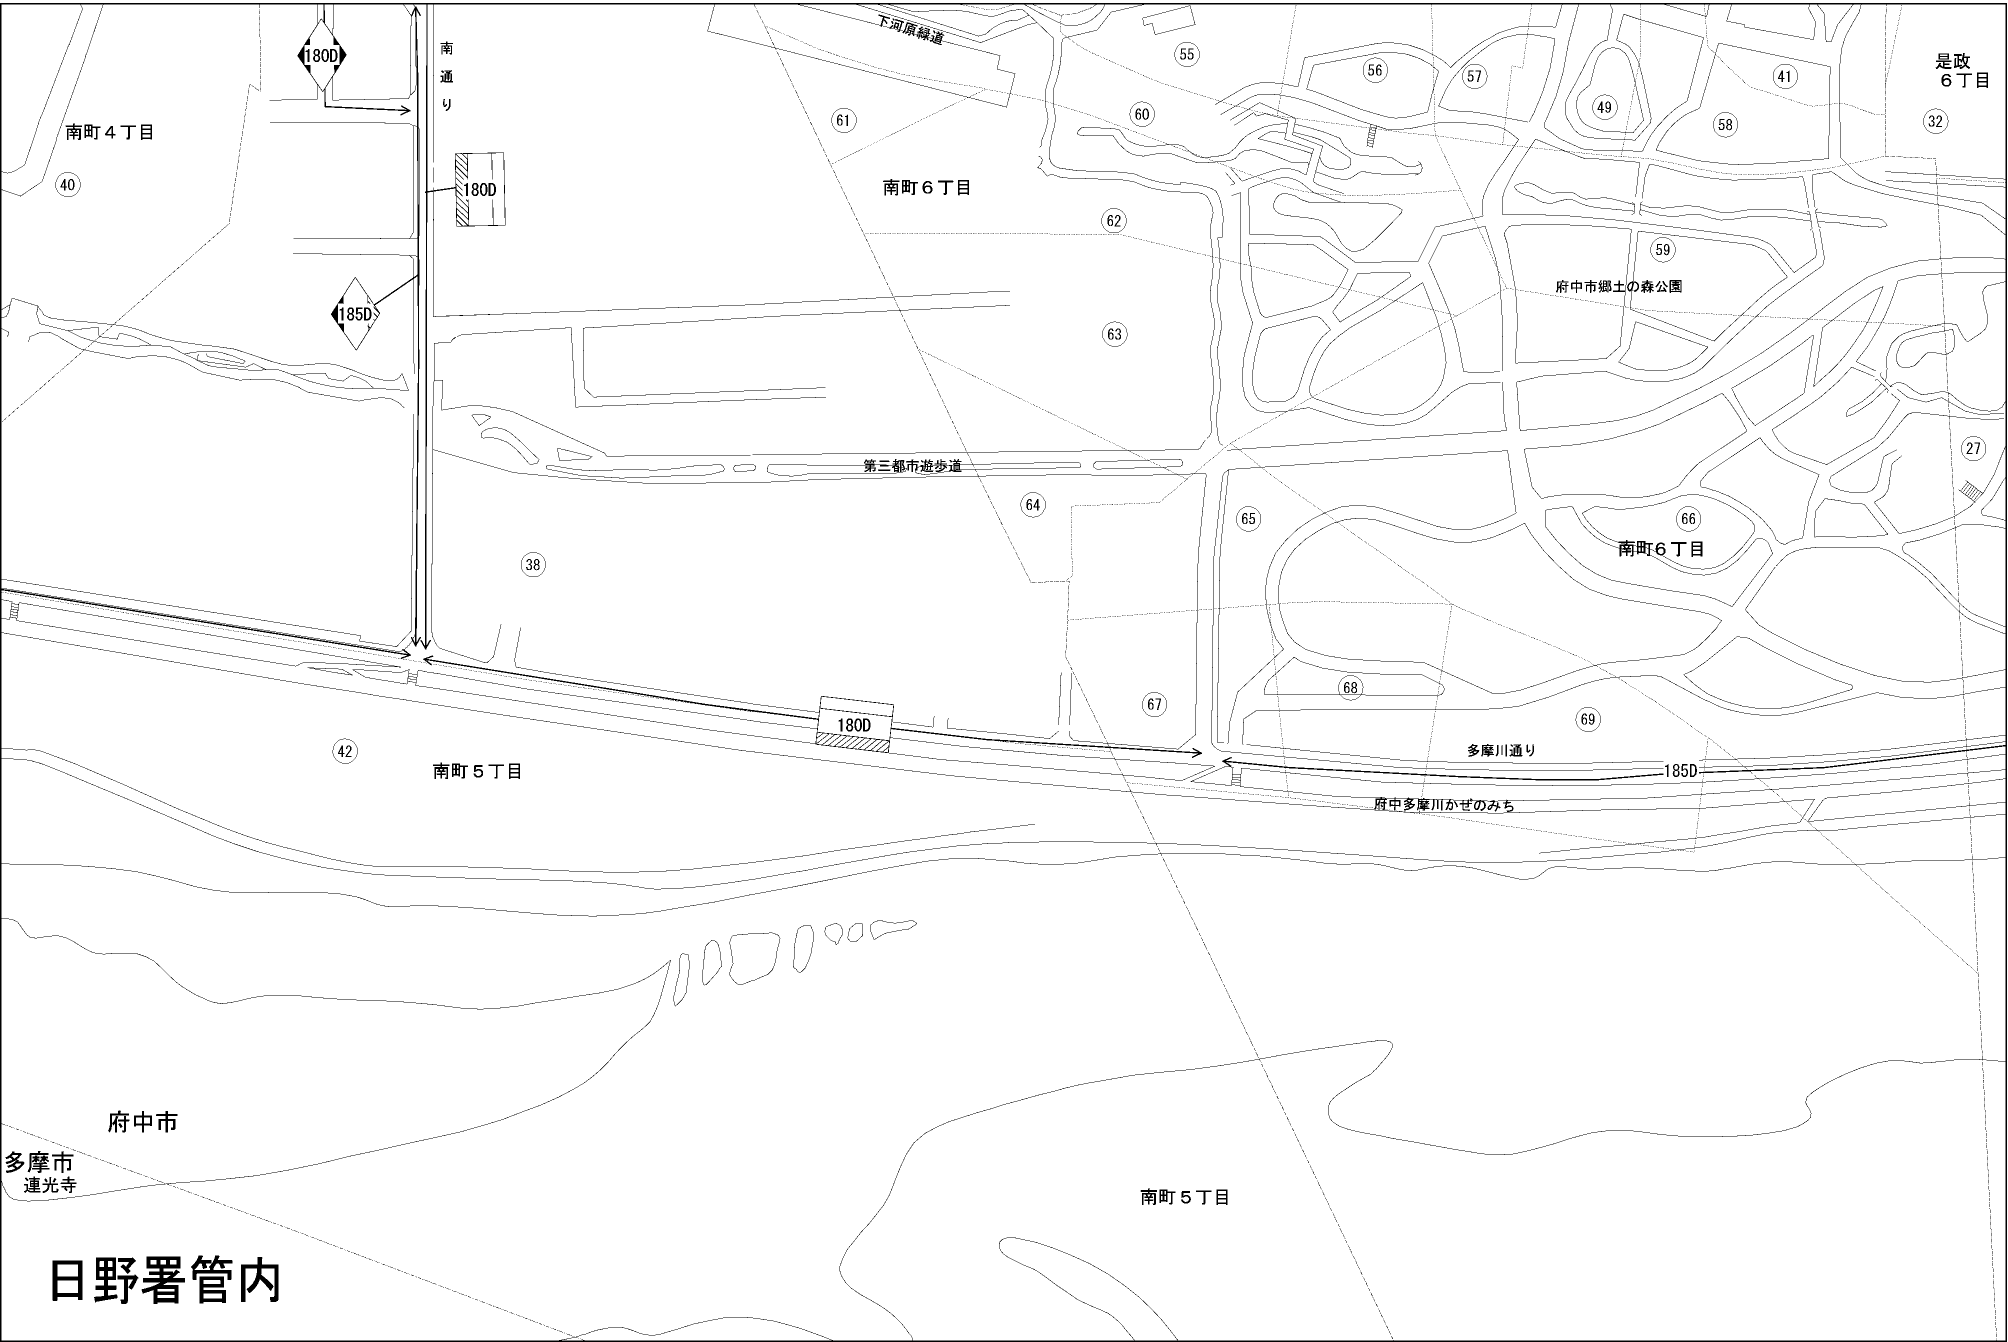 180D
南通り
下河原緑道
是政
６丁目
南町４丁目
南町６丁目
180D
185D
55
56
57
49
41
58
32
61
60
40
62
59
府中市郷土の森公園
63
第三都市遊歩道
27
64
65
66
南町６丁目
38
68
67
69
180D
42
南町５丁目
多摩川通り
185D
府中多摩川かぜのみち
府中市
多摩市
連光寺
南町５丁目
日野署管内